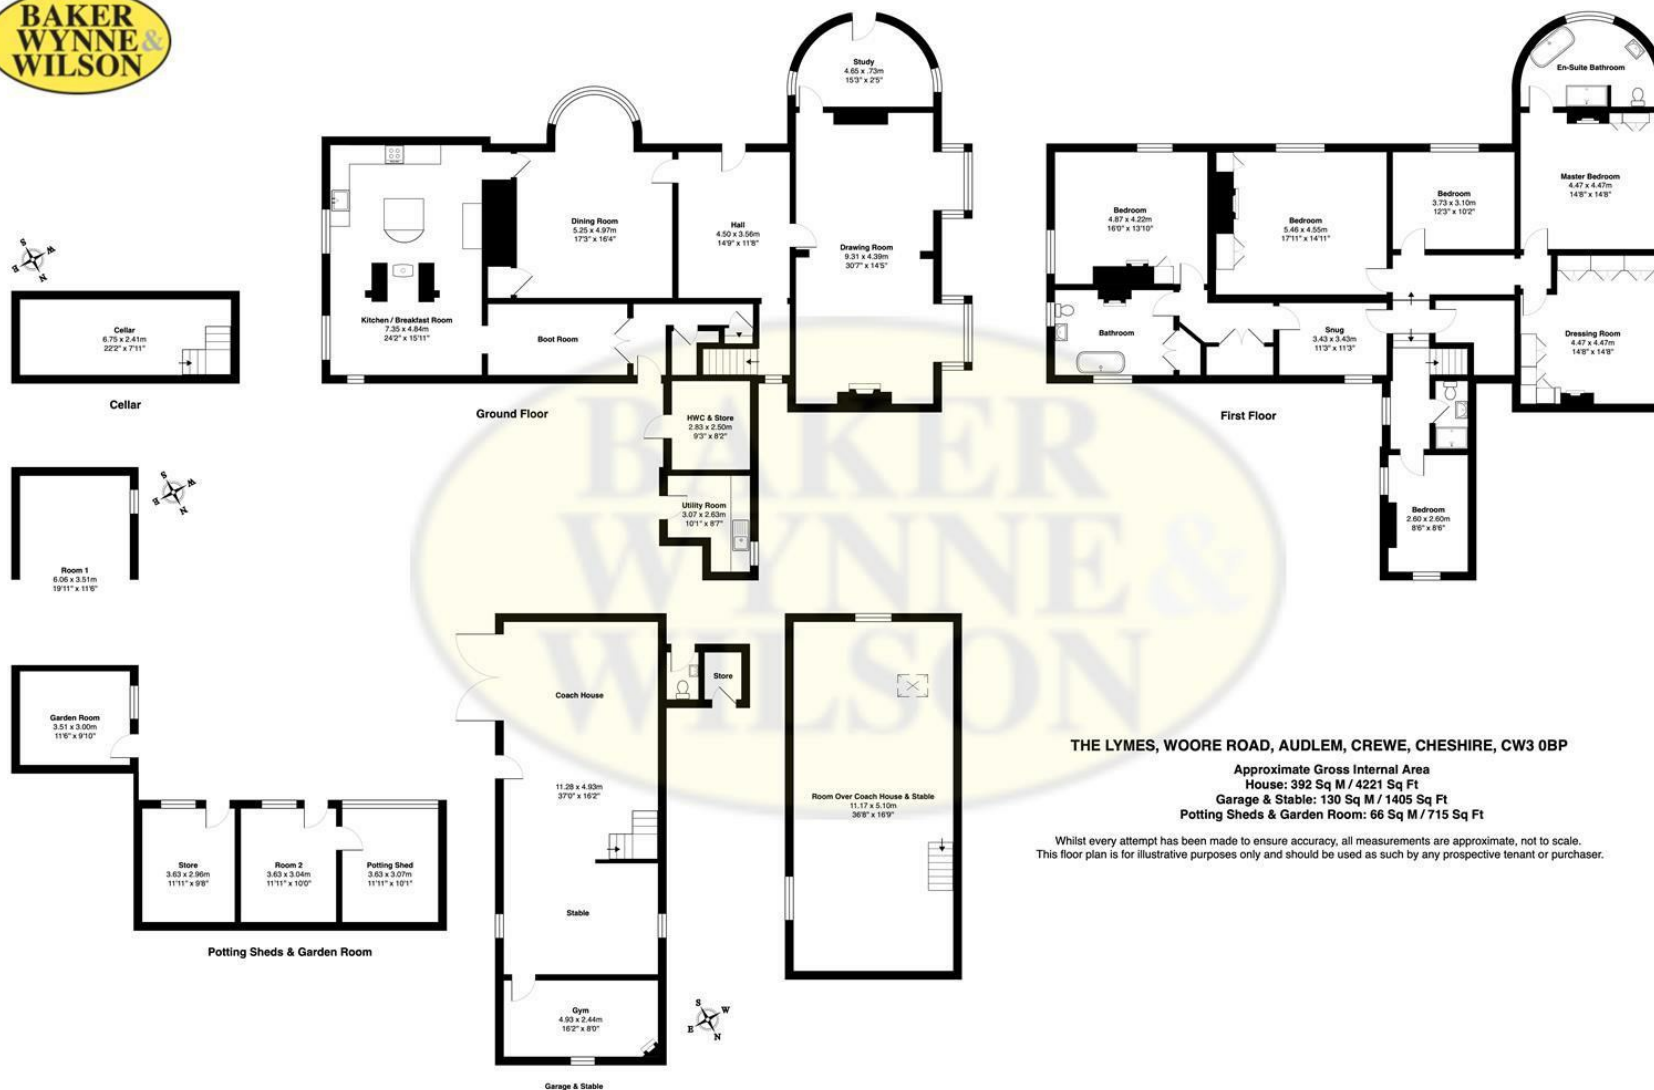 BAKER
WYNNE &
WILSON
Study
4.65 x .73m
15'3" x 2'5"
En-Suite Bathroom
Master Bedroom
4.47 x 4.47m
14'8" x 14'8"
Dining Room
5.25 x 4.97m
17'3" x 16'4"
Hall
4.50 x 3.56m
14'9" x 11'8"
Drawing Room
9.31 x 4.39m
30'7" x 14'5"
Bedroom
4.87 x 4.22m
16'0" x 13'10"
Bedroom
5.46 x 4.55m
17'11" x 14'11"
Bedroom
3.73 x 3.10m
12'3" x 10'2"
S
W
E
N
Kitchen / Breakfast Room
7.35 x 4.84m
24'2" x 15'11"
Boot Room
Cellar
6.75 x 2.41m
22'2" x 7'11"
Cellar
Bathroom
Snug
3.43 x 3.43m
11'3" x 11'3"
Dressing Room
4.47 x 4.47m
14'8" x 14'8"
Ground Floor
First Floor
HWC & Store
2.83 x 2.50m
9'3" x 8'2"
Utility Room
3.07 x 2.63m
10'1" x 8'7"
Bedroom
2.60 x 2.60m
8'6" x 8'6"
BAKER
WYNNE &
WILSON
S
W
E
N
Room 1
6.06 x 3.51m
19'11" x 11'6"
Garden Room
3.51 x 3.00m
11'6" x 9'10"
Store
3.63 x 2.96m
11'11" x 9'8"
Room 2
3.63 x 3.04m
11'11" x 10'0"
Potting Shed
3.63 x 3.07m
11'11" x 10'1"
Potting Sheds & Garden Room
Coach House
11.28 x 4.93m
37'0" x 16'2"
Store
Stable
Gym
4.93 x 2.44m
16'2" x 8'0"
Garage & Stable
S
W
E
N
Room Over Coach House & Stable
11.17 x 5.10m
36'8" x 16'9"
THE LYMES, WOORE ROAD, AUDLEM, CREWE, CHESHIRE, CW3 0BP
Approximate Gross Internal Area
House: 392 Sq M / 4221 Sq Ft
Garage & Stable: 130 Sq M / 1405 Sq Ft
Potting Sheds & Garden Room: 66 Sq M / 715 Sq Ft
Whilst every attempt has been made to ensure accuracy, all measurements are approximate, not to scale.
This floor plan is for illustrative purposes only and should be used as such by any prospective tenant or purchaser.